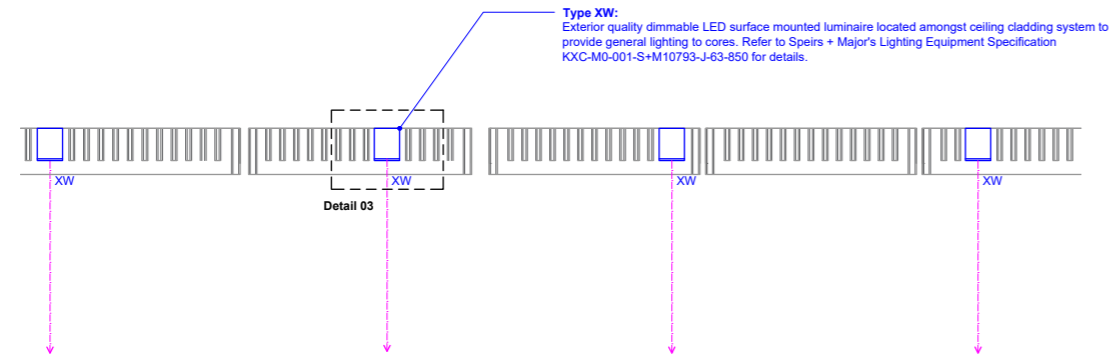 Type XW:
Exterior quality dimmable LED surface mounted luminaire located amongst ceiling cladding system to
provide general lighting to cores. Refer to Speirs + Major's Lighting Equipment Specification
KXC-M0-001-S+M10793-J-63-850 for details.
XW
XW
XW
XW
Detail 03